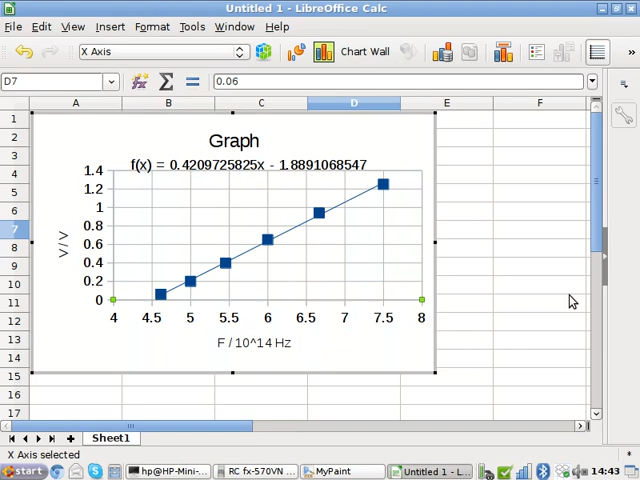 Untitled 1 - LibreOffice Calc
File Edit View Insert Format Tools Window Help
X Axis Chart Wall »
D7 0.06
A B C D E F
1
2
3
4
5
6
7
8
9
10
11
12
13
14
15
16
17
Graph
f(x) = 0.4209725825x - 1.8891068547
1.4
1.2
1
0.8
0.6
0.4
0.2
0
V / V
4 4.5 5 5.5 6 6.5 7 7.5 8
F / 10^14 Hz
Sheet1
X Axis selected
start hp@HP-Mini-... RC fx-570VN ... MyPaint Untitled 1 - L... 14:43